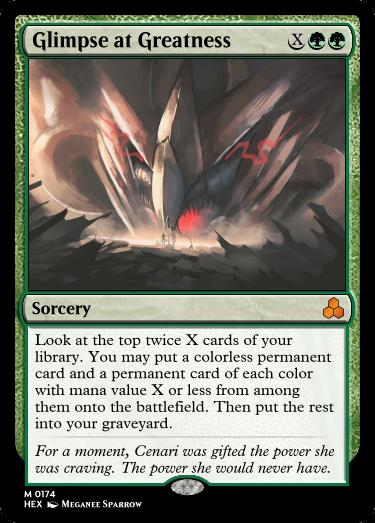 Glimpse at Greatness X
Sorcery
Look at the top twice X cards of your
library. You may put a colorless permanent
card and a permanent card of each color
with mana value X or less from among
them onto the battlefield. Then put the rest
into your graveyard.
For a moment, Cenari was gifted the power she
was craving. The power she would never have.
M 0174
HEX Meganee Sparrow